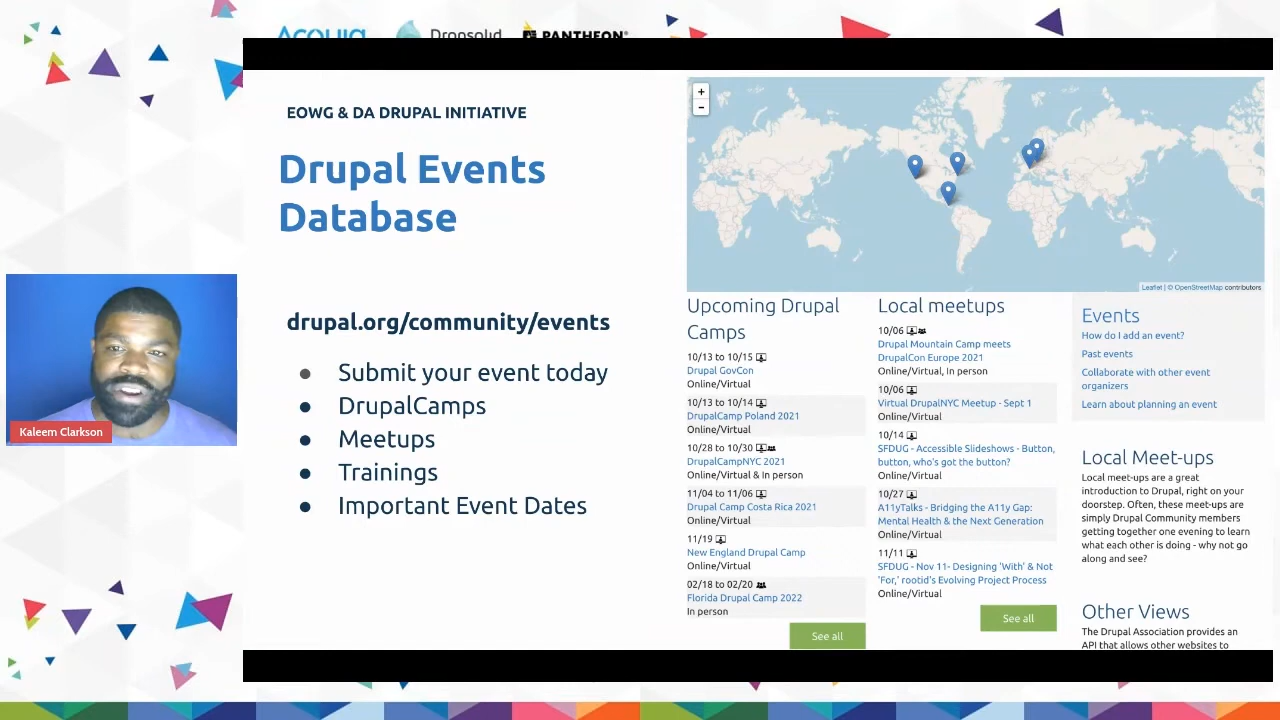 ACQUIA Dropsolid PANTHEON
EOWG & DA DRUPAL INITIATIVE
Drupal Events
Database
drupal.org/community/events
● Submit your event today
● DrupalCamps
● Meetups
● Trainings
● Important Event Dates
Kaleem Clarkson
+
-
Leaflet | © OpenStreetMap contributors
Upcoming Drupal
Camps
10/13 to 10/15
Drupal GovCon
Online/Virtual
10/13 to 10/14
DrupalCamp Poland 2021
Online/Virtual
10/28 to 10/30
DrupalCampNYC 2021
Online/Virtual & In person
11/04 to 11/06
Drupal Camp Costa Rica 2021
Online/Virtual
11/19
New England Drupal Camp
Online/Virtual
02/18 to 02/20
Florida Drupal Camp 2022
In person
See all
Local meetups
10/06
Drupal Mountain Camp meets
DrupalCon Europe 2021
Online/Virtual, In person
10/06
Virtual DrupalNYC Meetup - Sept 1
Online/Virtual
10/14
SFDUG - Accessible Slideshows - Button,
button, who's got the button?
Online/Virtual
10/27
A11yTalks - Bridging the A11y Gap:
Mental Health & the Next Generation
Online/Virtual
11/11
SFDUG - Nov 11- Designing 'With' & Not
'For,' rootid's Evolving Project Process
Online/Virtual
See all
Events
How do I add an event?
Past events
Collaborate with other event
organizers
Learn about planning an event
Local Meet-ups
Local meet-ups are a great
introduction to Drupal, right on your
doorstep. Often, these meet-ups are
simply Drupal Community members
getting together one evening to learn
what each other is doing - why not go
along and see?
Other Views
The Drupal Association provides an
API that allows other websites to